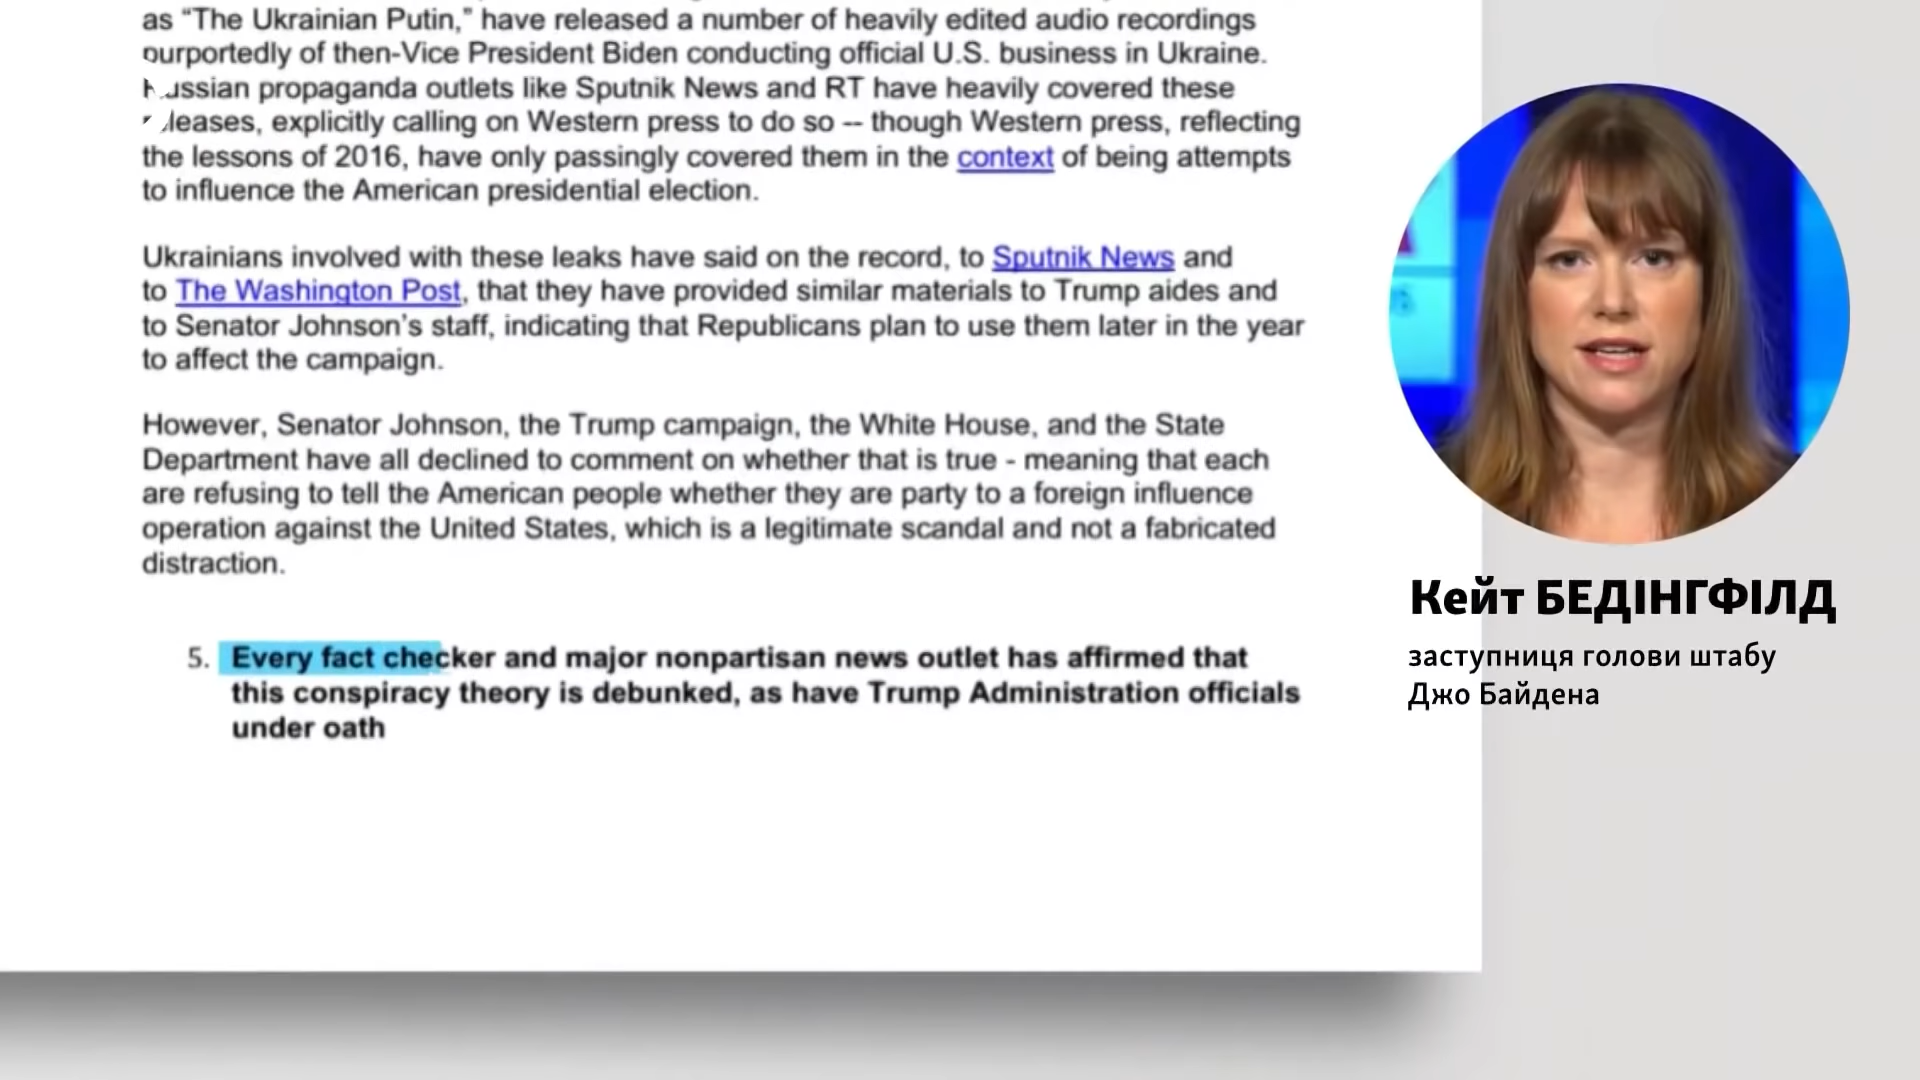 as “The Ukrainian Putin,” have released a number of heavily edited audio recordings
purportedly of then-Vice President Biden conducting official U.S. business in Ukraine.
Russian propaganda outlets like Sputnik News and RT have heavily covered these
releases, explicitly calling on Western press to do so -- though Western press, reflecting
the lessons of 2016, have only passingly covered them in the context of being attempts
to influence the American presidential election.
Ukrainians involved with these leaks have said on the record, to Sputnik News and
to The Washington Post, that they have provided similar materials to Trump aides and
to Senator Johnson’s staff, indicating that Republicans plan to use them later in the year
to affect the campaign.
However, Senator Johnson, the Trump campaign, the White House, and the State
Department have all declined to comment on whether that is true - meaning that each
are refusing to tell the American people whether they are party to a foreign influence
operation against the United States, which is a legitimate scandal and not a fabricated
distraction.
5. Every fact checker and major nonpartisan news outlet has affirmed that
this conspiracy theory is debunked, as have Trump Administration officials
under oath
Кейт БЕДІНГФІЛД
заступниця голови штабу
Джо Байдена